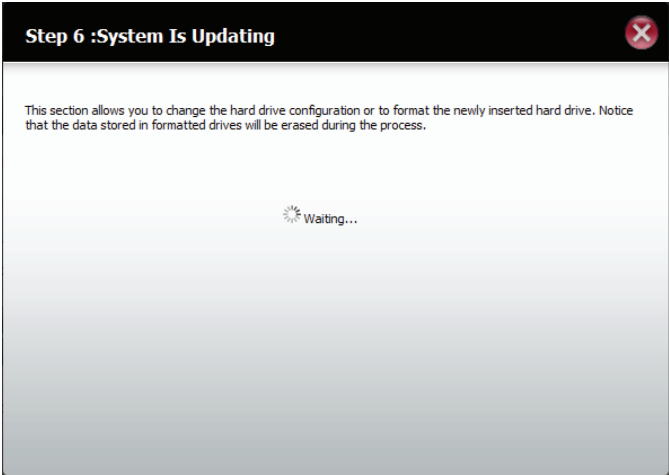 Step 6 :System Is Updating
This section allows you to change the hard drive configuration or to format the newly inserted hard drive. Notice
that the data stored in formatted drives will be erased during the process.
Waiting...